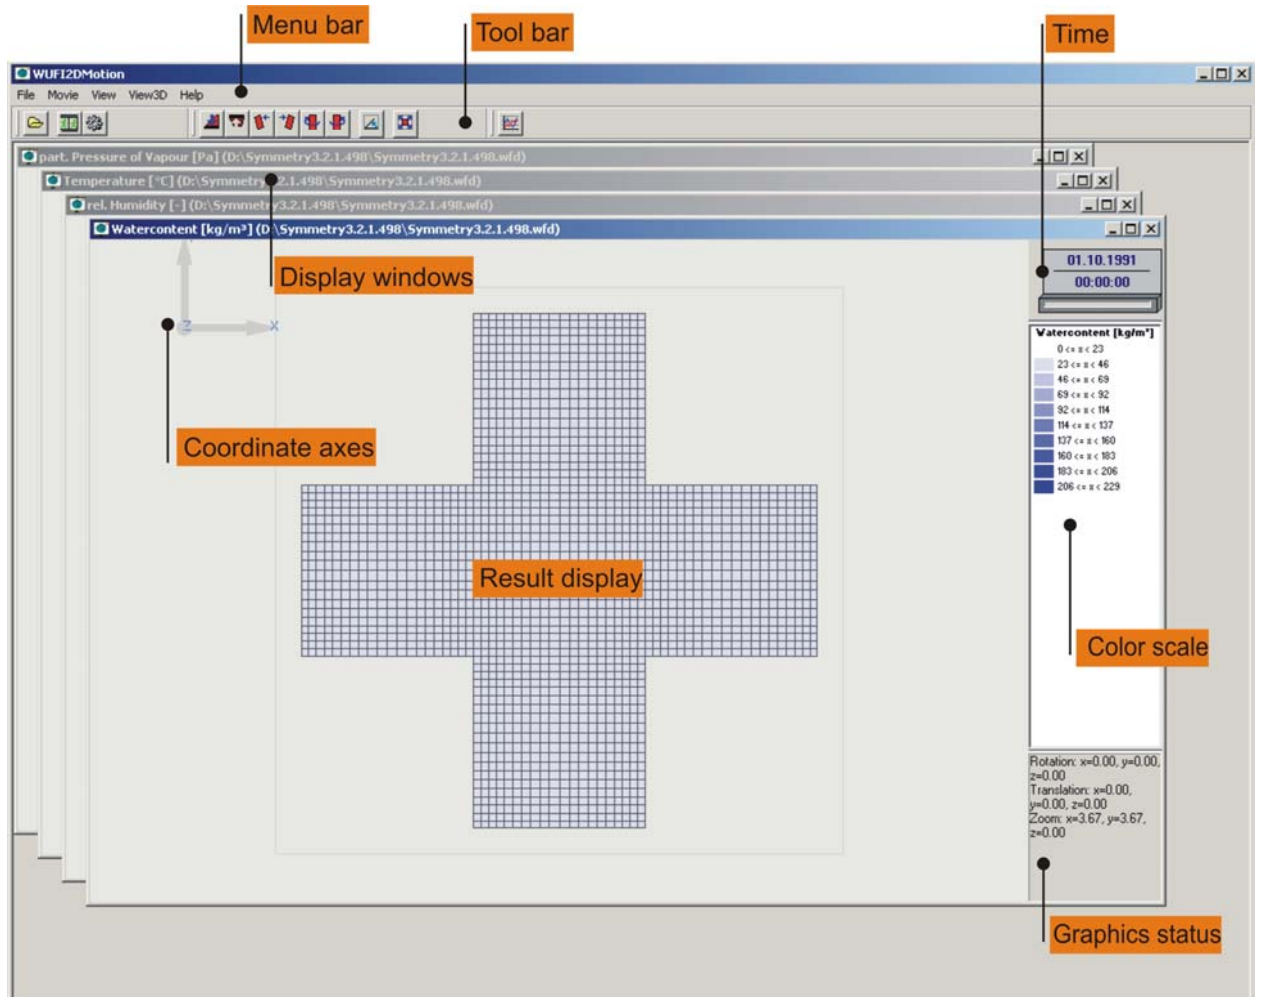 Menu bar
Tool bar
Time
WUFI2DMotion
File Movie View View3D Help
part. Pressure of Vapour [Pa] (D:\Symmetry3.2.1.498\Symmetry3.2.1.498.wfd)
Temperature [°C] (D:\Symmetry3.2.1.498\Symmetry3.2.1.498.wfd)
rel. Humidity [-] (D:\Symmetry3.2.1.498\Symmetry3.2.1.498.wfd)
Watercontent [kg/m³] (D:\Symmetry3.2.1.498\Symmetry3.2.1.498.wfd)
01.10.1991
00:00:00
Display windows
Z X
Watercontent [kg/m³]
0 <= x < 23
23 <= x < 46
46 <= x < 69
69 <= x < 92
92 <= x < 114
114 <= x < 137
137 <= x < 160
160 <= x < 183
183 <= x < 206
206 <= x < 229
Coordinate axes
Result display
Color scale
Rotation: x=0.00, y=0.00,
z=0.00
Translation: x=0.00,
y=0.00, z=0.00
Zoom: x=3.67, y=3.67,
z=0.00
Graphics status